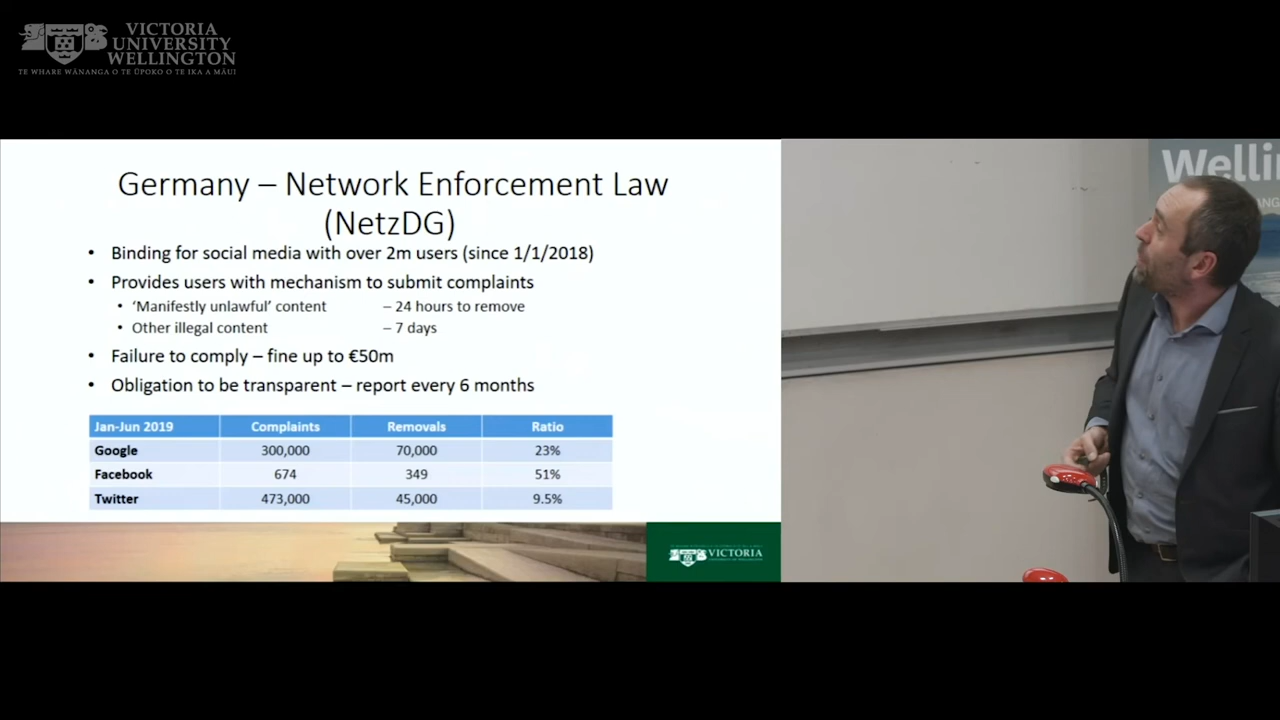 VICTORIA
UNIVERSITY
WELLINGTON
TE WHARE WĀNANGA O TE ŪPOKO O TE IKA A MĀUI
Germany – Network Enforcement Law
(NetzDG)
• Binding for social media with over 2m users (since 1/1/2018)
• Provides users with mechanism to submit complaints
• ‘Manifestly unlawful’ content – 24 hours to remove
• Other illegal content – 7 days
• Failure to comply – fine up to €50m
• Obligation to be transparent – report every 6 months
Jan-Jun 2019 Complaints Removals Ratio
Google 300,000 70,000 23%
Facebook 674 349 51%
Twitter 473,000 45,000 9.5%
VICTORIA
Welli
ANG